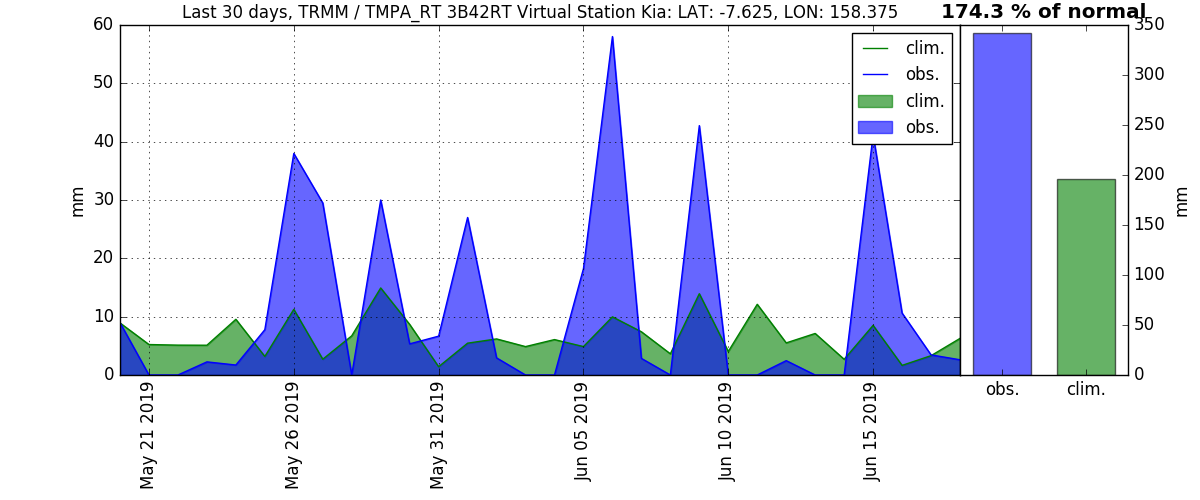 Last 30 days, TRMM / TMPA_RT 3B42RT Virtual Station Kia: LAT: -7.625, LON: 158.375
174.3 % of normal
mm
60
50
40
30
20
10
0
clim.
obs.
clim.
obs.
May 21 2019
May 26 2019
May 31 2019
Jun 05 2019
Jun 10 2019
Jun 15 2019
350
300
250
200
150
100
50
0
mm
obs.
clim.